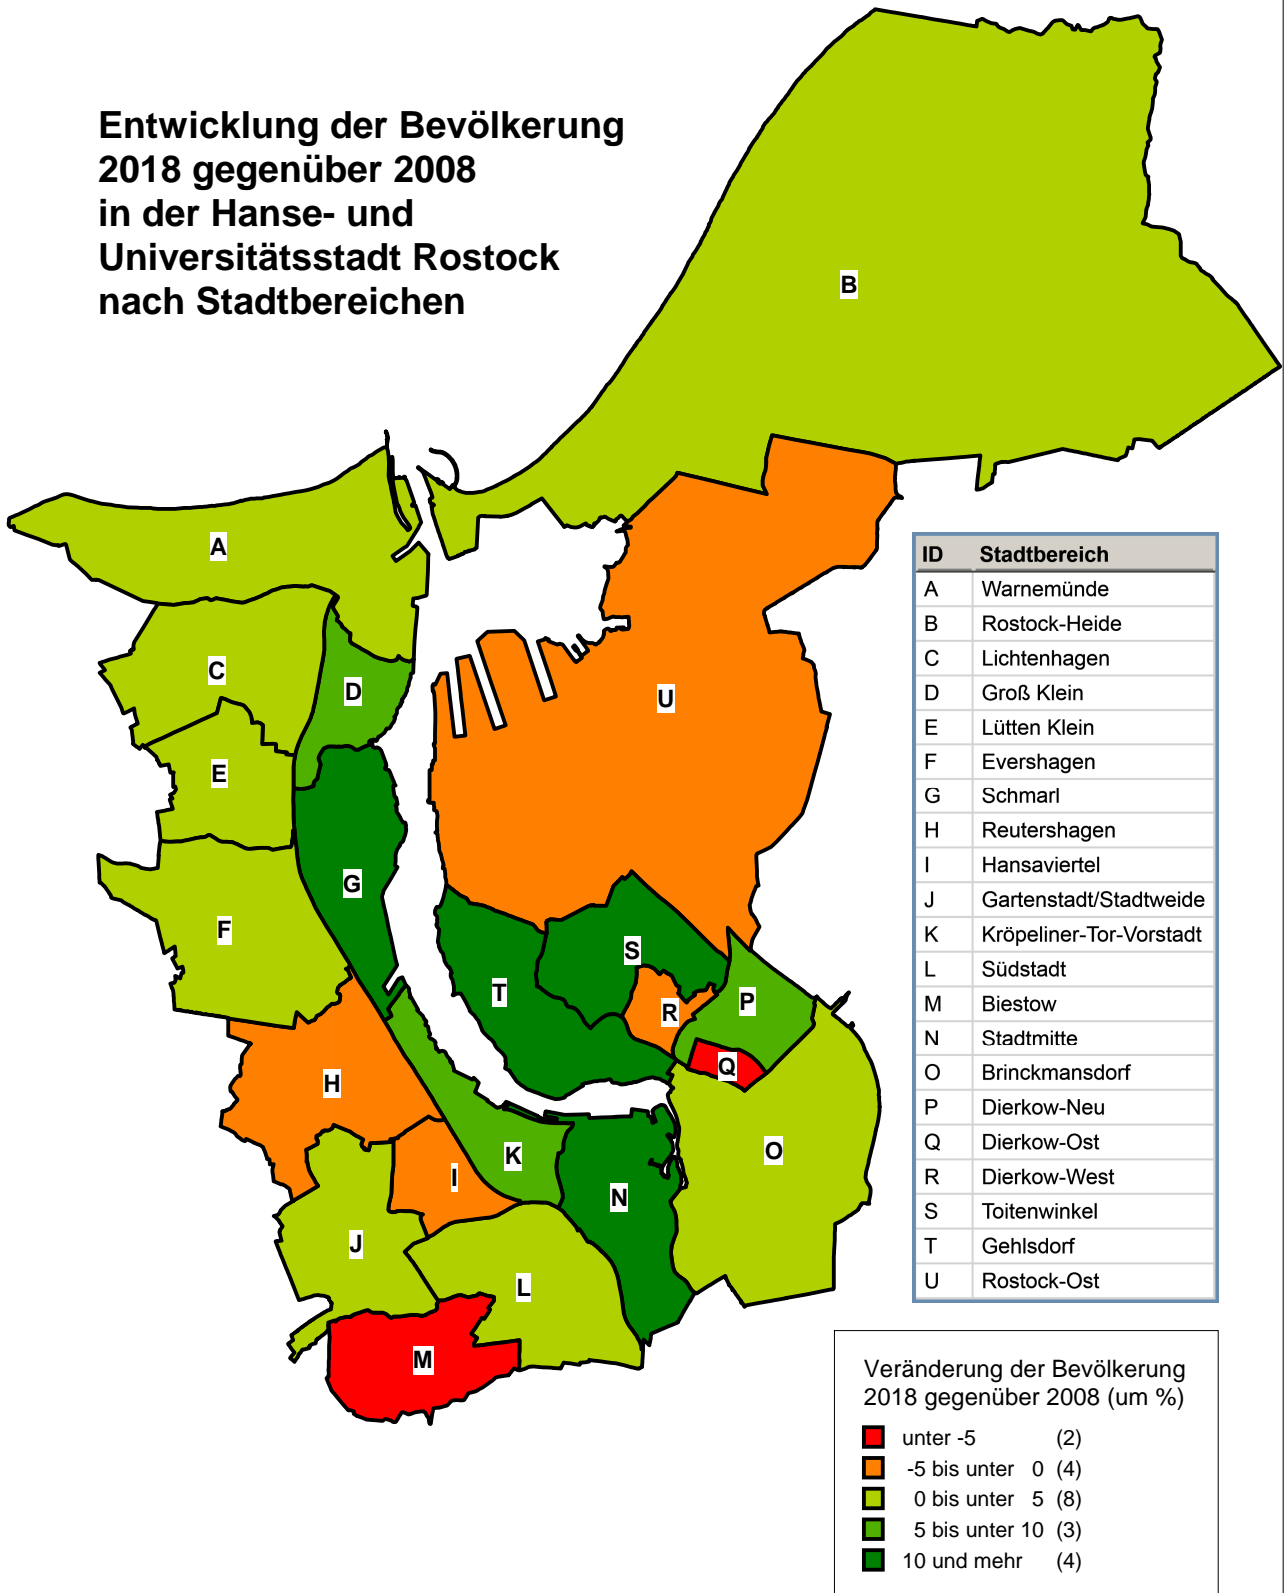 Entwicklung der Bevölkerung
2018 gegenüber 2008
in der Hanse- und
Universitätsstadt Rostock
nach Stadtbereichen
B
A
C
D
U
E
G
F
S
T
P
R
Q
H
K
O
I
N
J
L
M
ID Stadtbereich
A Warnemünde
B Rostock-Heide
C Lichtenhagen
D Groß Klein
E Lütten Klein
F Evershagen
G Schmarl
H Reutershagen
I Hansaviertel
J Gartenstadt/Stadtweide
K Kröpeliner-Tor-Vorstadt
L Südstadt
M Biestow
N Stadtmitte
O Brinckmansdorf
P Dierkow-Neu
Q Dierkow-Ost
R Dierkow-West
S Toitenwinkel
T Gehlsdorf
U Rostock-Ost
Veränderung der Bevölkerung
2018 gegenüber 2008 (um %)
unter -5 (2)
-5 bis unter 0 (4)
0 bis unter 5 (8)
5 bis unter 10 (3)
10 und mehr (4)